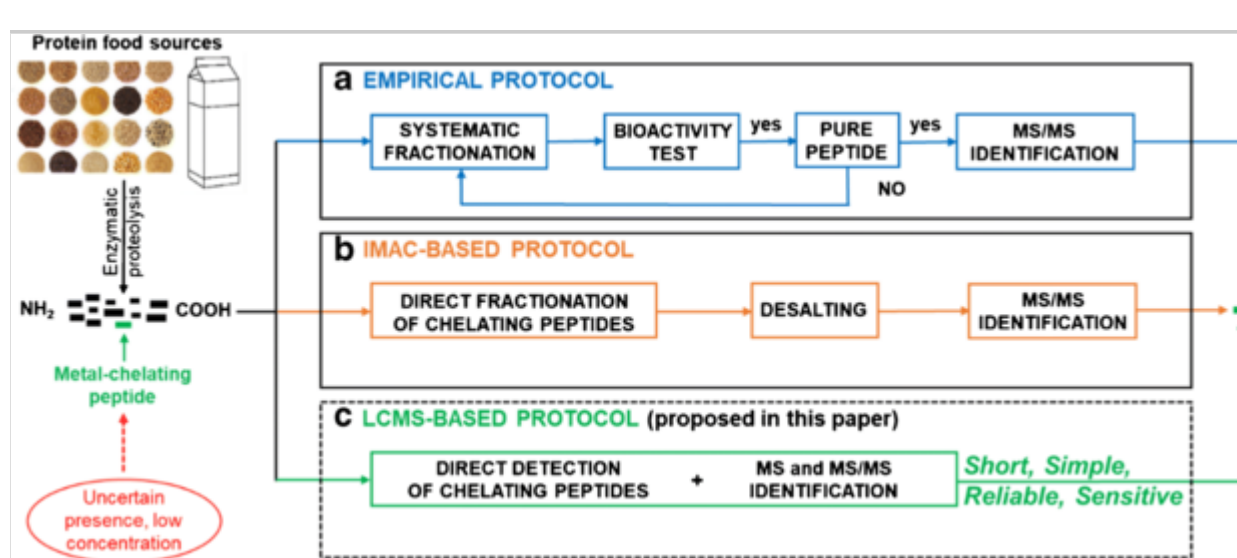 Protein food sources
Enzymatic
proteolysis
NH₂
COOH
Metal-chelating
peptide
Uncertain
presence, low
concentration
a EMPIRICAL PROTOCOL
SYSTEMATIC
FRACTIONATION
BIOACTIVITY
TEST
yes
PURE
PEPTIDE
yes
MS/MS
IDENTIFICATION
NO
b IMAC-BASED PROTOCOL
DIRECT FRACTIONATION
OF CHELATING PEPTIDES
DESALTING
MS/MS
IDENTIFICATION
c LCMS-BASED PROTOCOL (proposed in this paper)
DIRECT DETECTION
OF CHELATING PEPTIDES
+
MS and MS/MS
IDENTIFICATION
Short, Simple,
Reliable, Sensitive